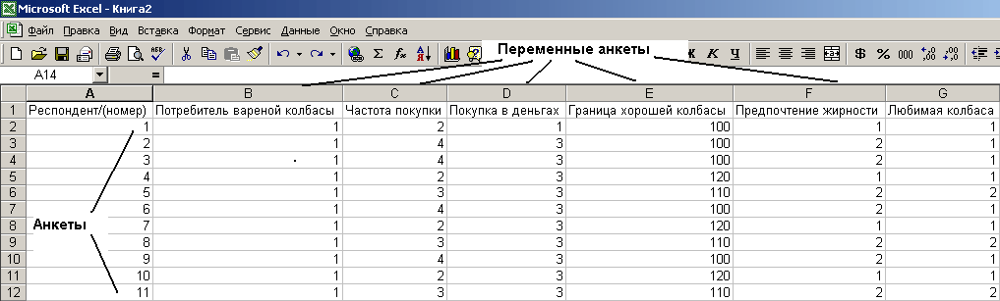 Microsoft Excel - Книга2
Файл Правка Вид Вставка Формат Сервис Данные Окно Справка
Переменные анкеты
Ж К Ч $ % 000
A14 =
A B C D E F G
1 Респондент/(номер) Потребитель вареной колбасы Частота покупки Покупка в деньгах Граница хорошей колбасы Предпочтение жирности Любимая колбаса
2 1 1 2 1 100 1 1
3 2 1 4 3 100 2 1
4 3 1 4 3 100 2 1
5 4 1 2 3 120 1 1
6 5 1 3 3 110 2 2
7 6 1 4 3 100 2 1
Анкеты
8 7 1 2 3 120 1 1
9 8 1 3 3 110 2 2
10 9 1 4 3 100 2 1
11 10 1 2 3 120 1 1
12 11 1 3 3 110 2 2